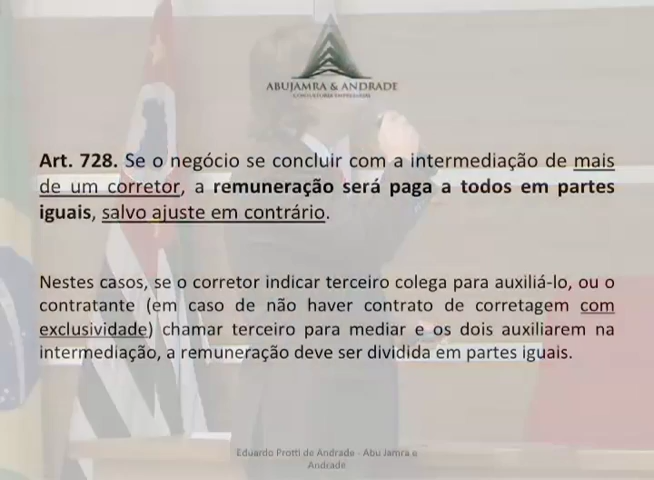 ABUJAMRA & ANDRADE
Art. 728. Se o negócio se concluir com a intermediação de mais
de um corretor, a remuneração será paga a todos em partes
iguais, salvo ajuste em contrário.
Nestes casos, se o corretor indicar terceiro colega para auxiliá-lo, ou o
contratante (em caso de não haver contrato de corretagem com
exclusividade) chamar terceiro para mediar e os dois auxiliarem na
intermediação, a remuneração deve ser dividida em partes iguais.
Eduardo Protti de Andrade - Abu Jamra e
Andrade